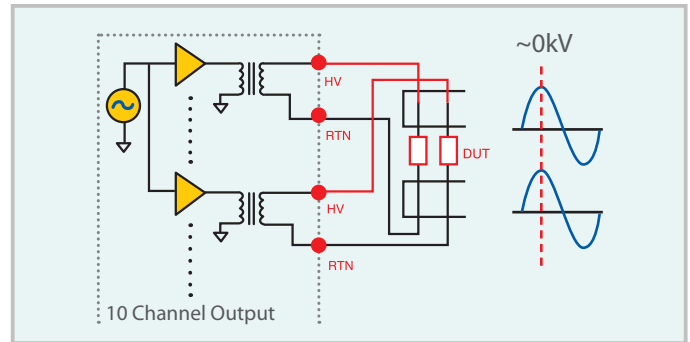 ~0kV
HV
RTN
DUT
HV
RTN
10 Channel Output